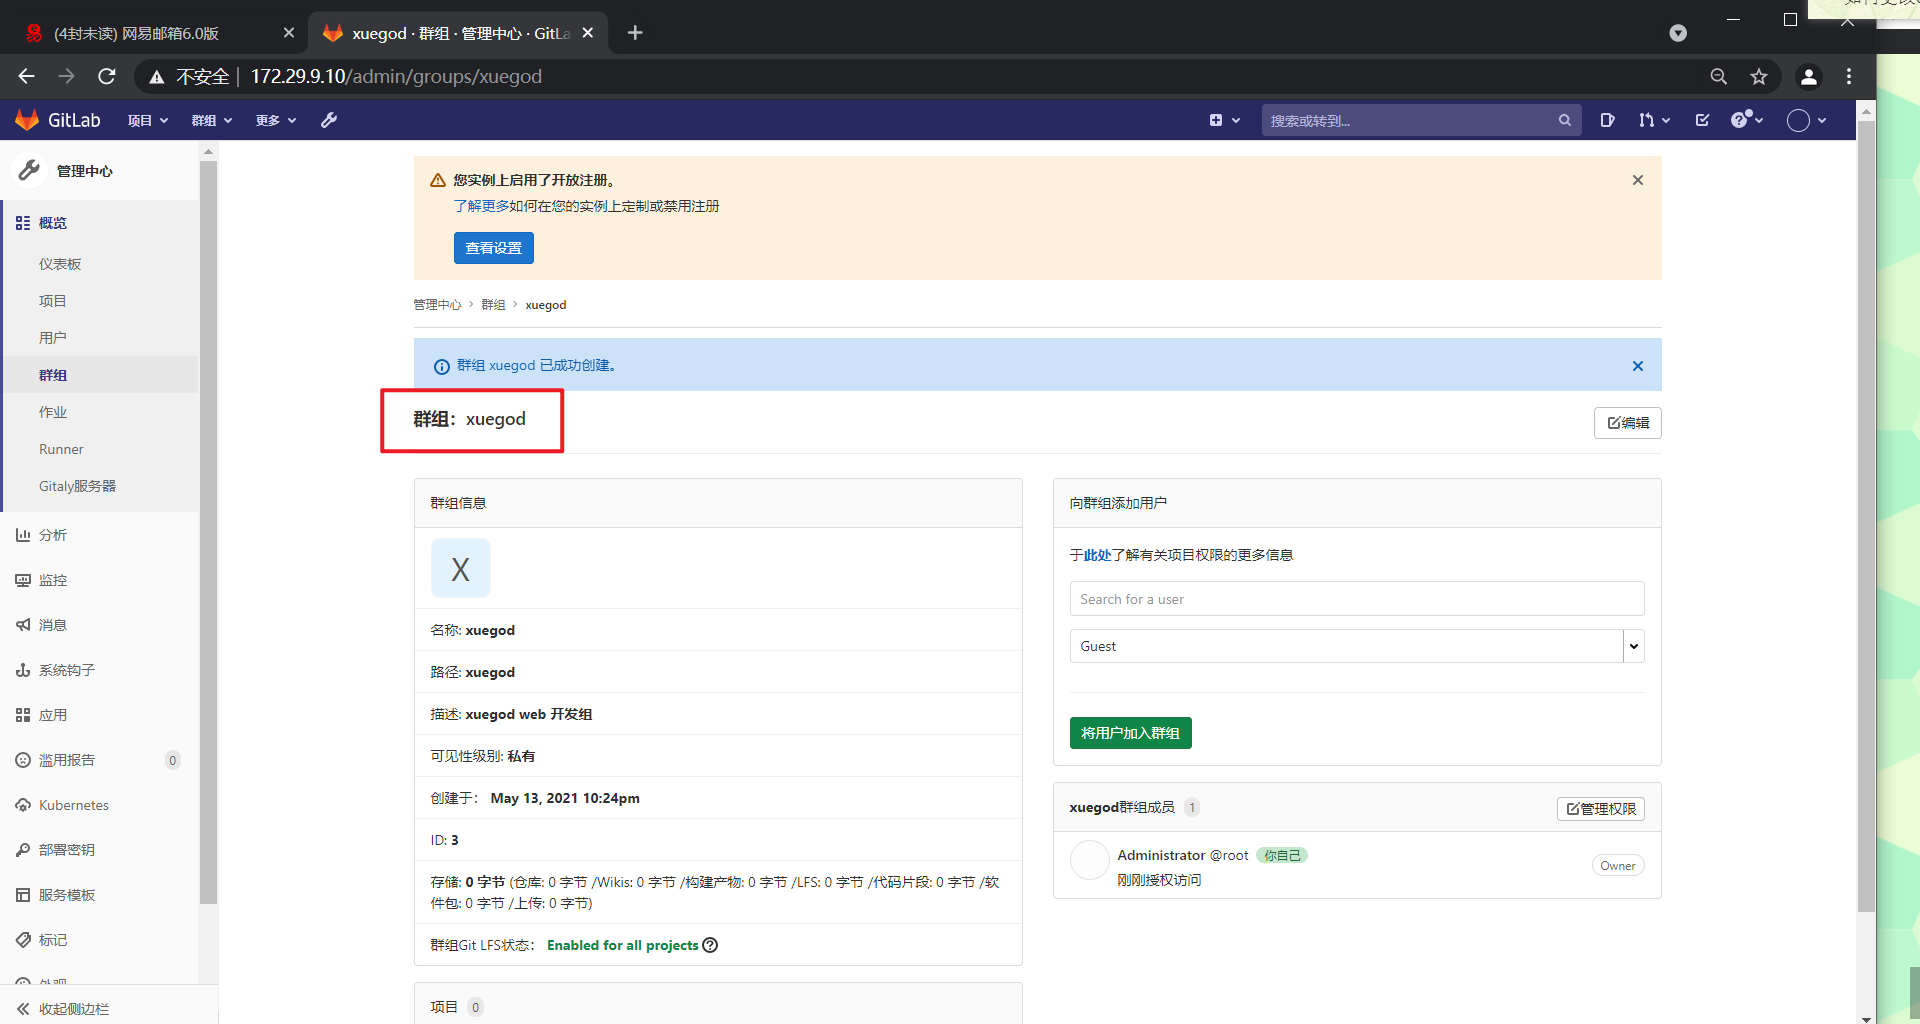 (4封未读) 网易邮箱6.0版
xuegod · 群组 · 管理中心 · GitLa
不安全 | 172.29.9.10/admin/groups/xuegod
GitLab 项目 群组 更多 搜索或转到...
管理中心
概览
仪表板
项目
用户
群组
作业
Runner
Gitaly服务器
分析
监控
消息
系统钩子
应用
滥用报告 0
Kubernetes
部署密钥
服务模板
标记
收起侧边栏
您实例上启用了开放注册。
了解更多如何在您的实例上定制或禁用注册
查看设置
管理中心 > 群组 > xuegod
群组 xuegod 已成功创建。
群组：xuegod
编辑
群组信息
X
名称: xuegod
路径: xuegod
描述: xuegod web 开发组
可见性级别: 私有
创建于： May 13, 2021 10:24pm
ID: 3
存储: 0 字节 (仓库: 0 字节 /Wikis: 0 字节 /构建产物: 0 字节 /LFS: 0 字节 /代码片段: 0 字节 /软
件包: 0 字节 /上传: 0 字节)
群组Git LFS状态： Enabled for all projects
项目 0
向群组添加用户
于此处了解有关项目权限的更多信息
Search for a user
Guest
将用户加入群组
xuegod群组成员 1
管理权限
Administrator @root 你自己
刚刚授权访问
Owner